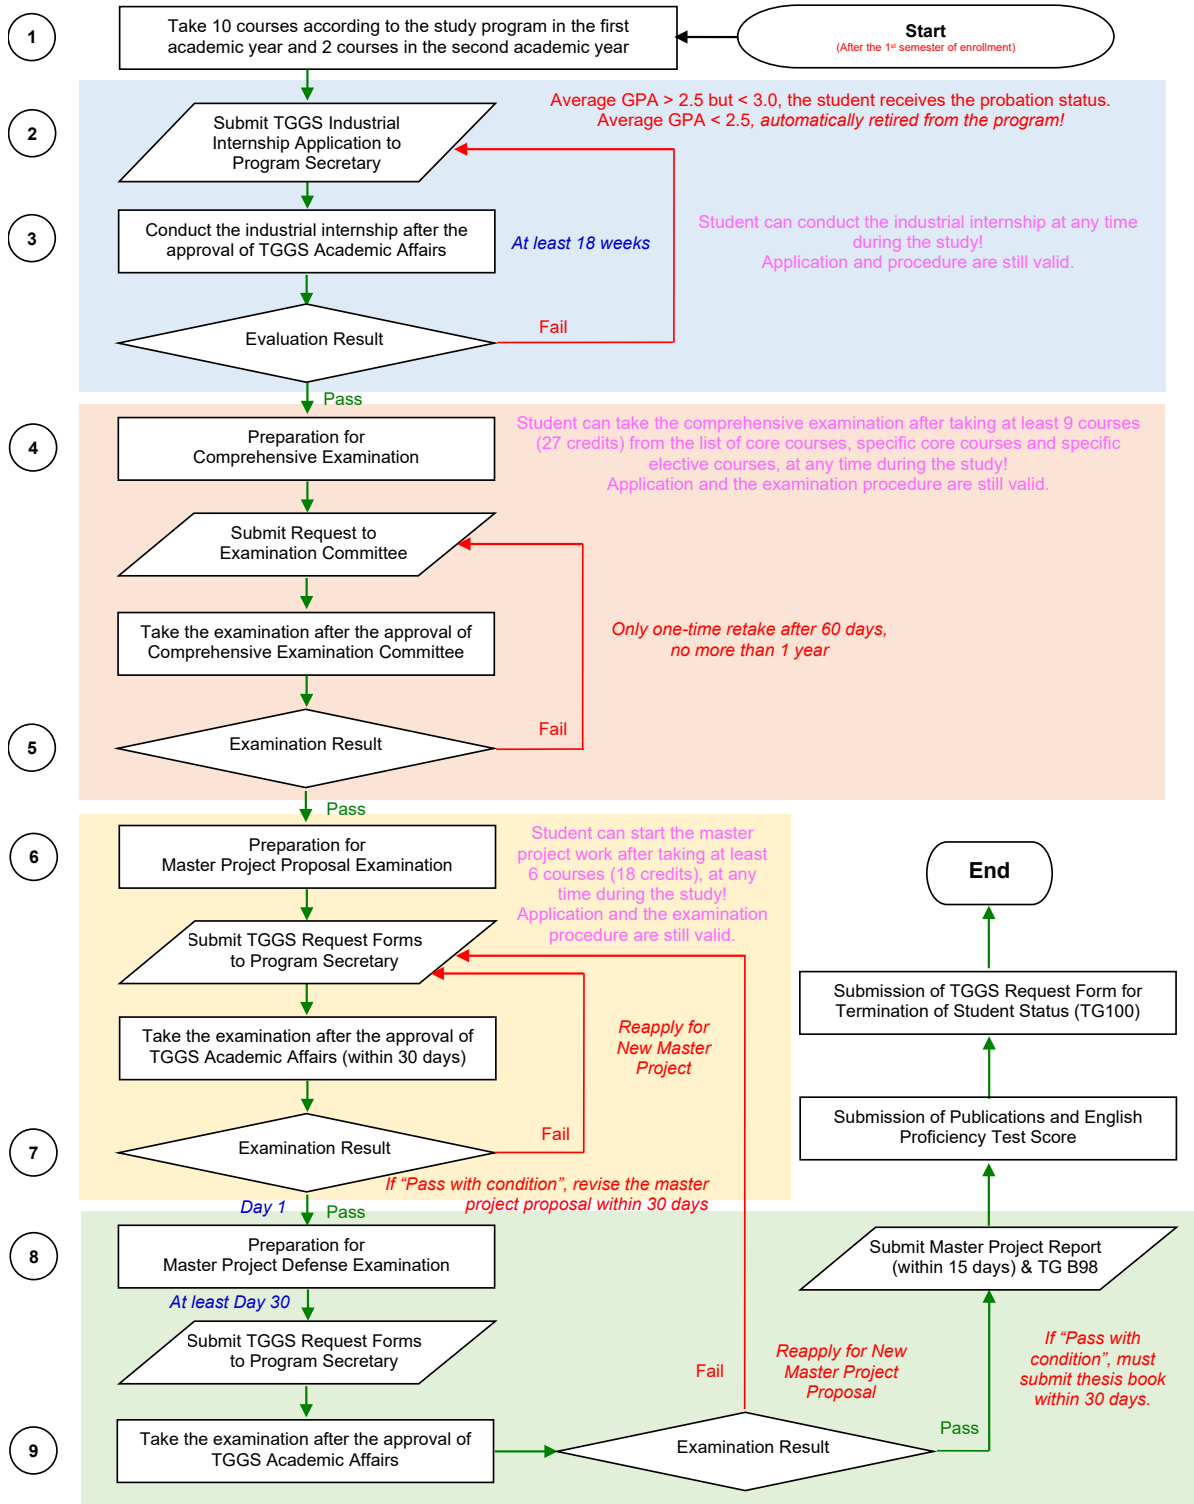 1
Take 10 courses according to the study program in the first
academic year and 2 courses in the second academic year
Start
(After the 1st semester of enrollment)
2
Submit TGGS Industrial
Internship Application to
Program Secretary
Average GPA > 2.5 but < 3.0, the student receives the probation status.
Average GPA < 2.5, automatically retired from the program!
3
Conduct the industrial internship after the
approval of TGGS Academic Affairs
At least 18 weeks
Student can conduct the industrial internship at any time
during the study!
Application and procedure are still valid.
Evaluation Result
Fail
Pass
4
Preparation for
Comprehensive Examination
Student can take the comprehensive examination after taking at least 9 courses
(27 credits) from the list of core courses, specific core courses and specific
elective courses, at any time during the study!
Application and the examination procedure are still valid.
Submit Request to
Examination Committee
Take the examination after the approval of
Comprehensive Examination Committee
Only one-time retake after 60 days,
no more than 1 year
5
Examination Result
Fail
Pass
6
Preparation for
Master Project Proposal Examination
Student can start the master
project work after taking at least
6 courses (18 credits), at any
time during the study!
Application and the examination
procedure are still valid.
Submit TGGS Request Forms
to Program Secretary
Take the examination after the approval of
TGGS Academic Affairs (within 30 days)
Reapply for
New Master
Project
7
Examination Result
Fail
If “Pass with condition”, revise the master
project proposal within 30 days
Day 1
Pass
8
Preparation for
Master Project Defense Examination
At least Day 30
Submit TGGS Request Forms
to Program Secretary
9
Take the examination after the approval of
TGGS Academic Affairs
Examination Result
Fail
Reapply for New
Master Project
Proposal
Pass
If “Pass with
condition”, must
submit thesis book
within 30 days.
Submit Master Project Report
(within 15 days) & TG B98
Submission of Publications and English
Proficiency Test Score
Submission of TGGS Request Form for
Termination of Student Status (TG100)
End